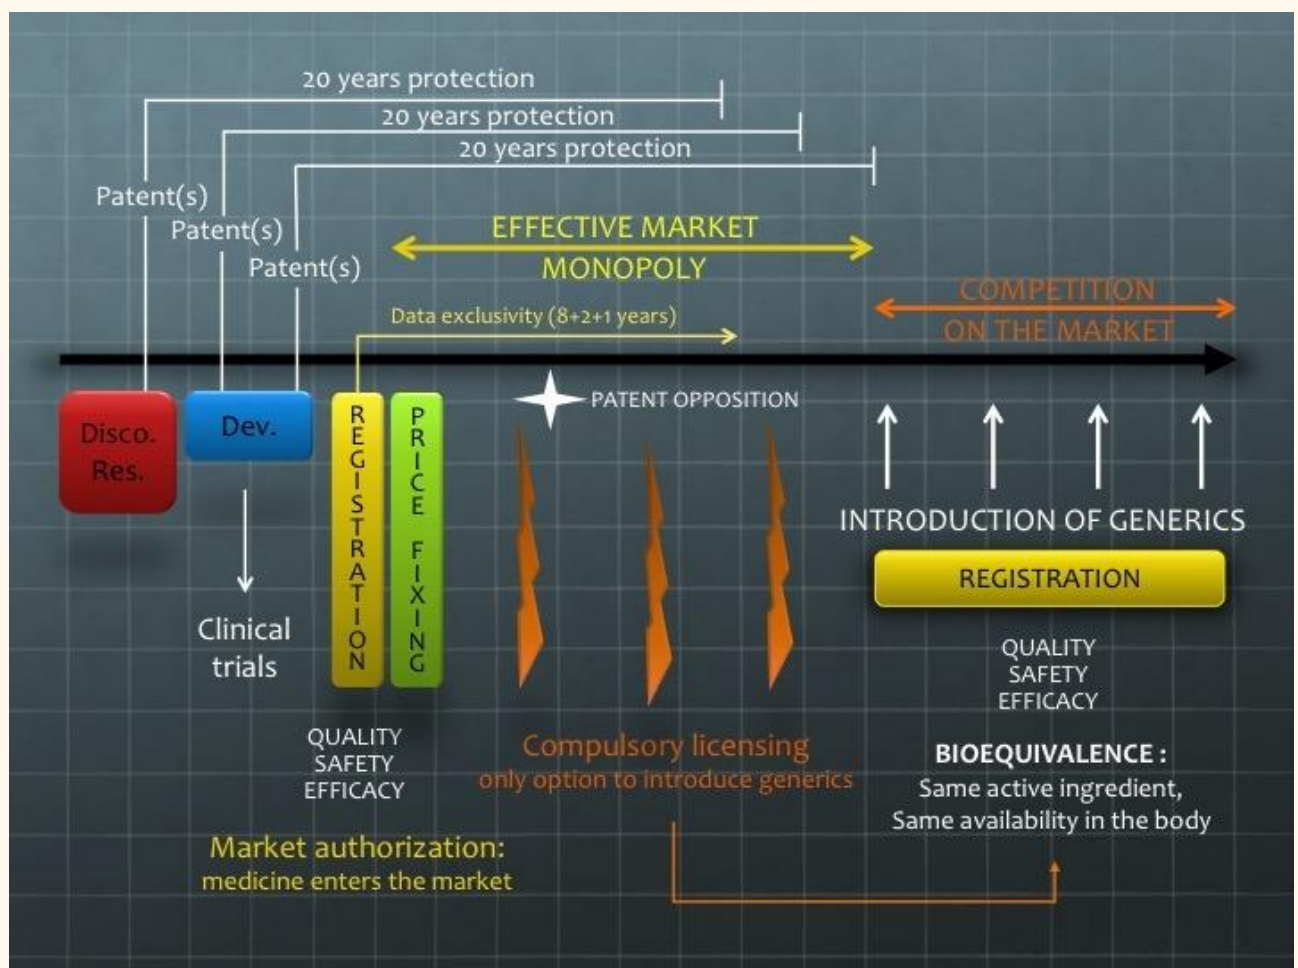 20 years protection
20 years protection
20 years protection
Patent(s)
Patent(s)
Patent(s)
EFFECTIVE MARKET
MONOPOLY
COMPETITION
ON THE MARKET
Data exclusivity (8+2+1 years)
Disco.
Res.
Dev.
REGISTRATION
PRICE FIXING
PATENT OPPOSITION
Clinical
trials
INTRODUCTION OF GENERICS
REGISTRATION
QUALITY
SAFETY
EFFICACY
QUALITY
SAFETY
EFFICACY
Compulsory licensing
only option to introduce generics
BIOEQUIVALENCE :
Same active ingredient,
Same availability in the body
Market authorization:
medicine enters the market